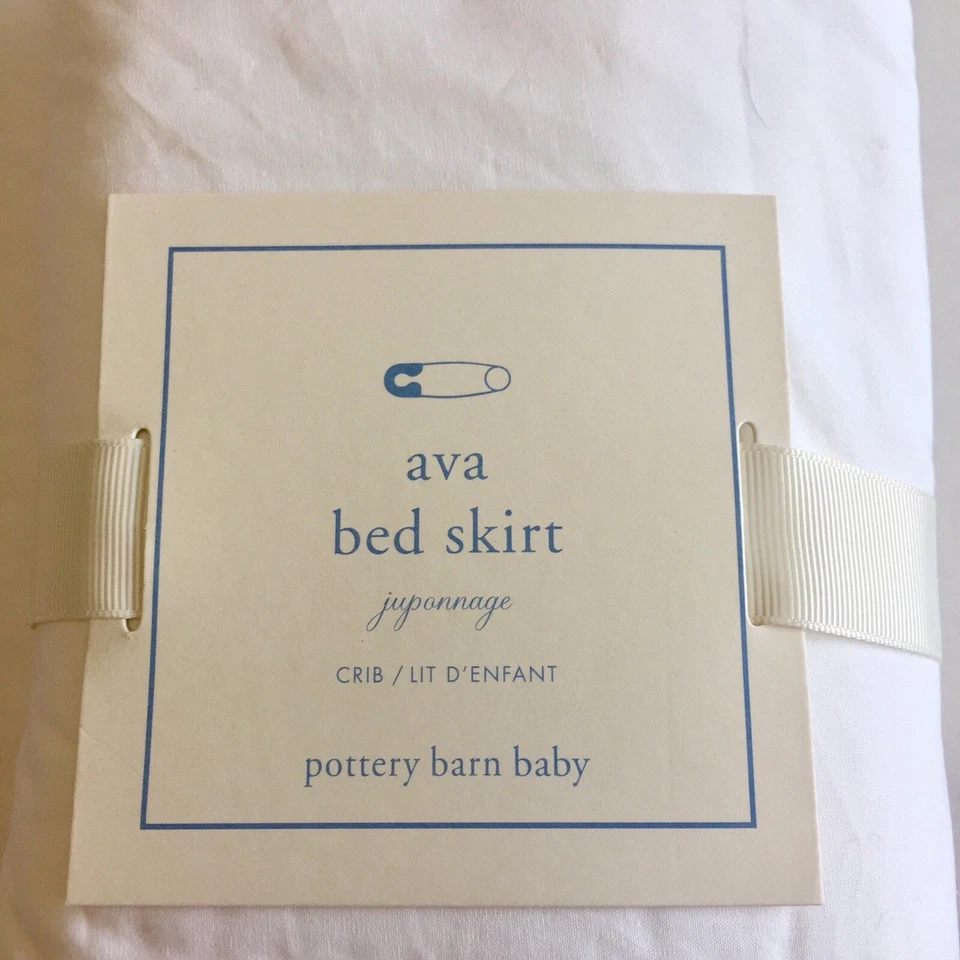 ava
bed skirt
juponnage
CRIB / LIT D'ENFANT
pottery barn baby